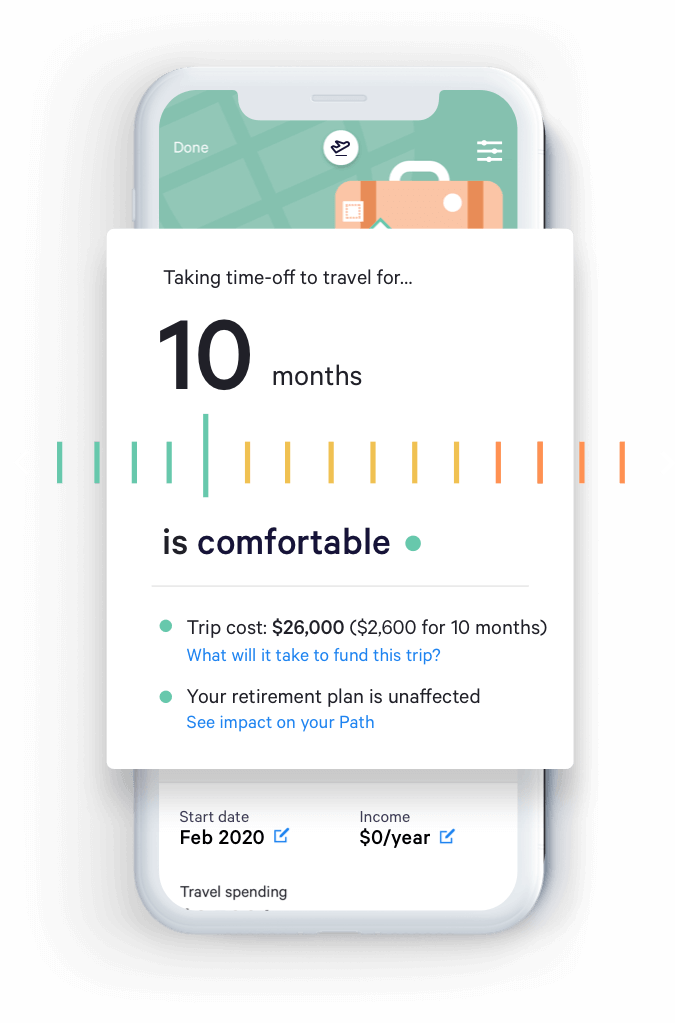 Done
Taking time-off to travel for...
10 months
is comfortable
Trip cost: $26,000 ($2,600 for 10 months)
What will it take to fund this trip?
Your retirement plan is unaffected
See impact on your Path
Start date
Income
Feb 2020
$0/year
Travel spending